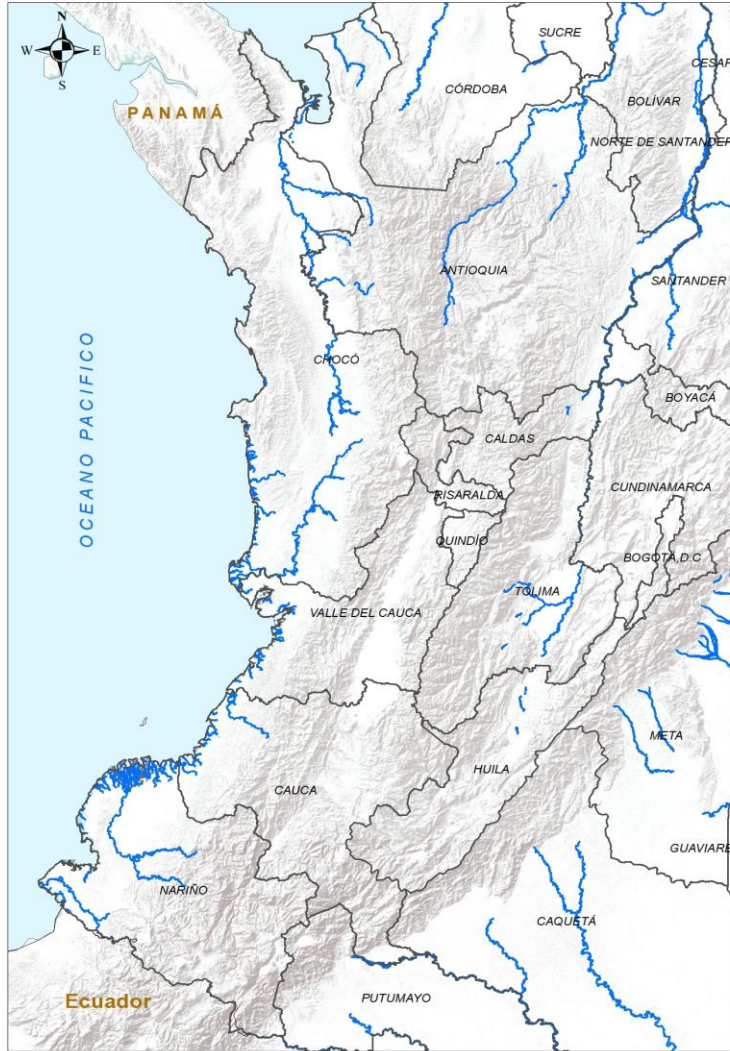 N
W E
S
SUCRE
CESAR
CÓRDOBA
BOLÍVAR
PANAMÁ
NORTE DE SANTANDER
ANTIOQUIA
SANTANDER
OCEANO PACIFICO
CHOCÓ
BOYACÁ
CALDAS
CUNDINAMARCA
RISARALDA
QUINDÍO
BOGOTÁ,D.C
TOLIMA
VALLE DEL CAUCA
META
HUILA
CAUCA
GUAVIARE
NARIÑO
CAQUETÁ
PUTUMAYO
Ecuador